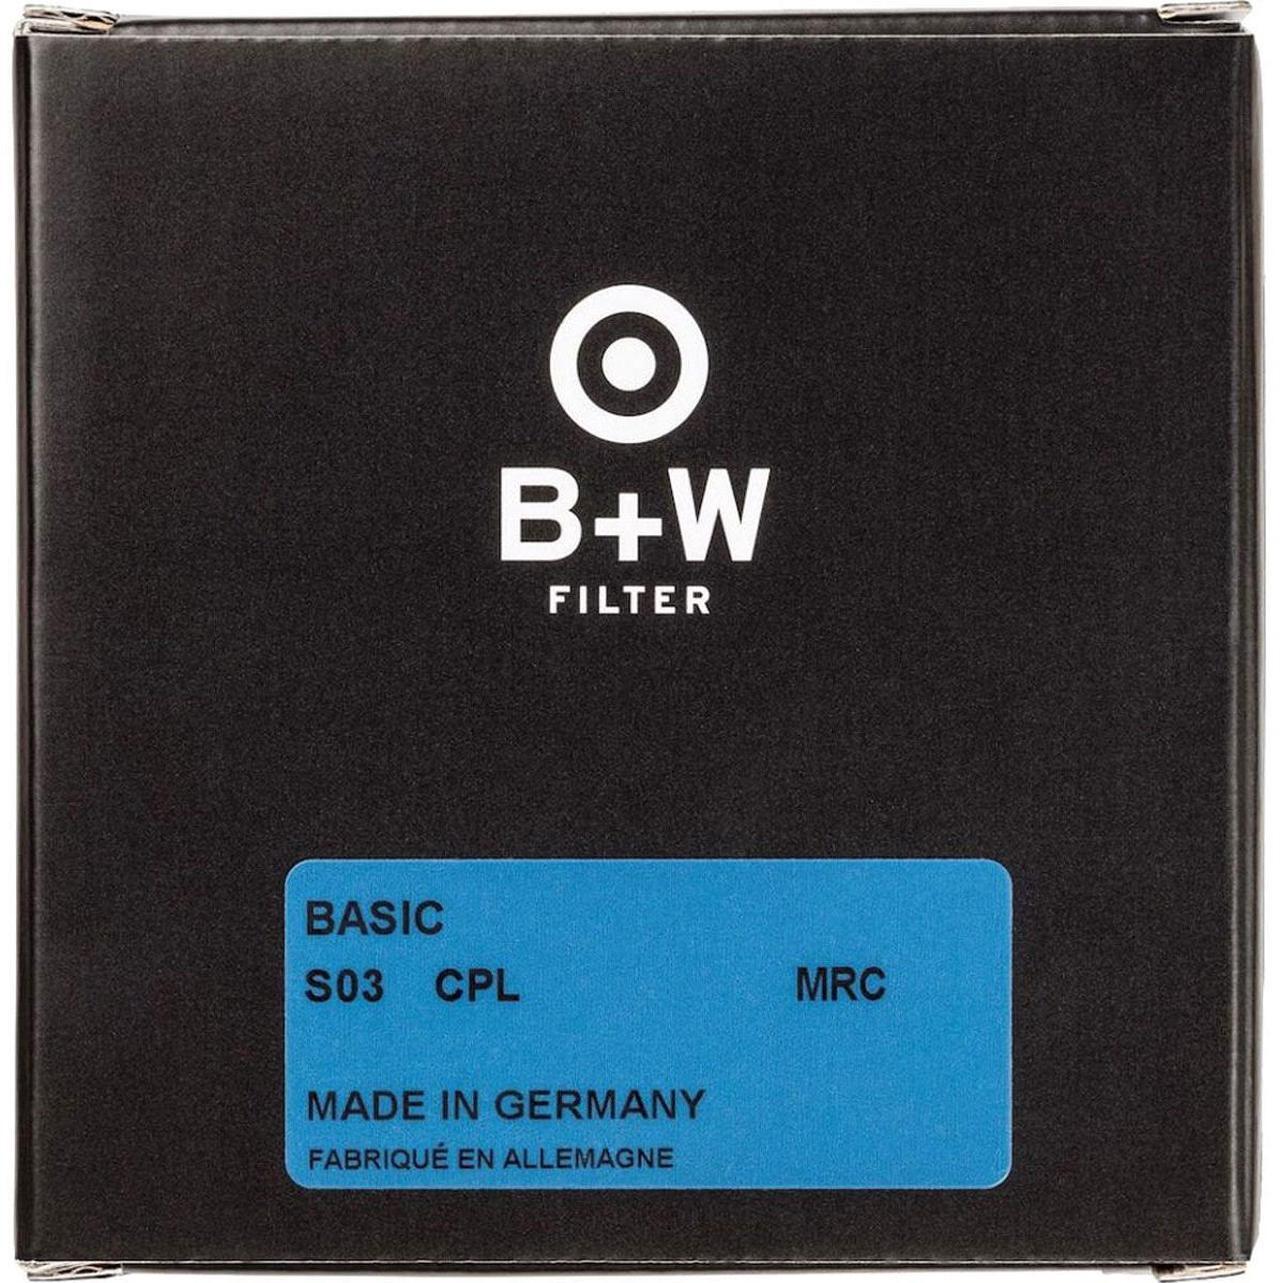 B+W
FILTER
BASIC
S03 CPL MRC
MADE IN GERMANY
FABRIQUÉ EN ALLEMAGNE